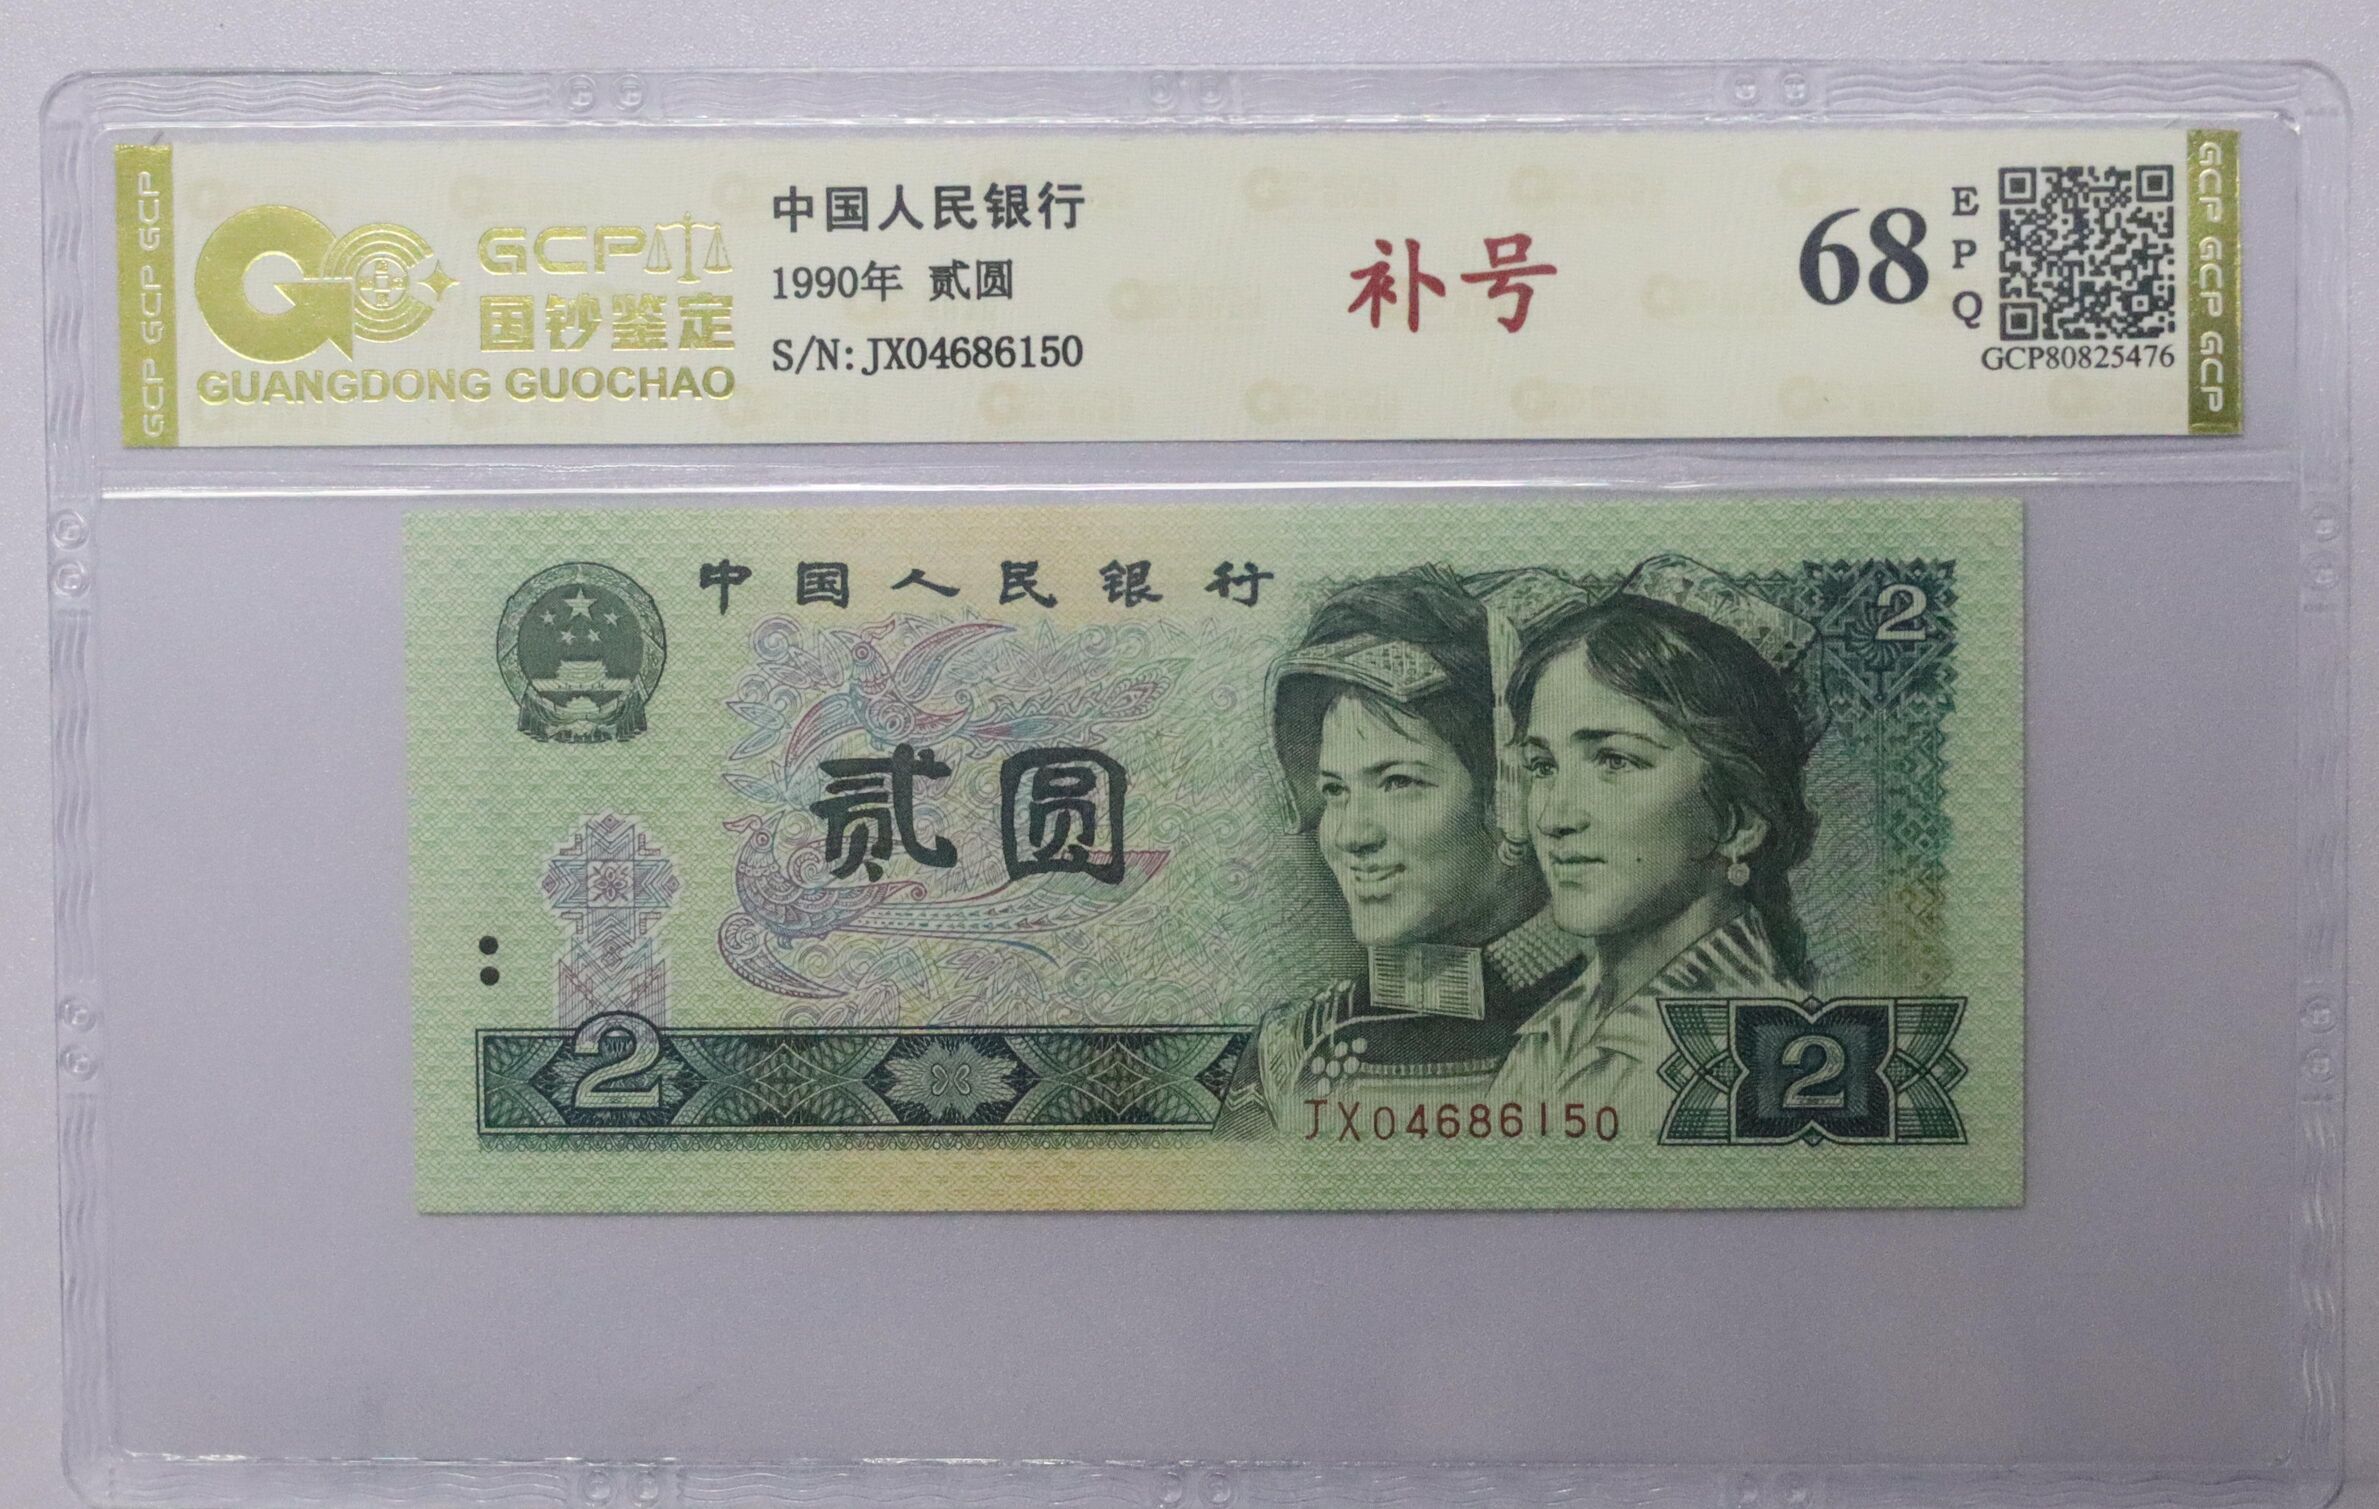 GCP
国钞鉴定
GUANGDONG GUOCHAO
中国人民银行
1990年 贰圆
S/N: JX04686150
补号
68
EPQ
GCP80825476
GCP GCP GCP
GCP GCP GCP
中国人民银行
2
贰圆
2
2
JX04686150